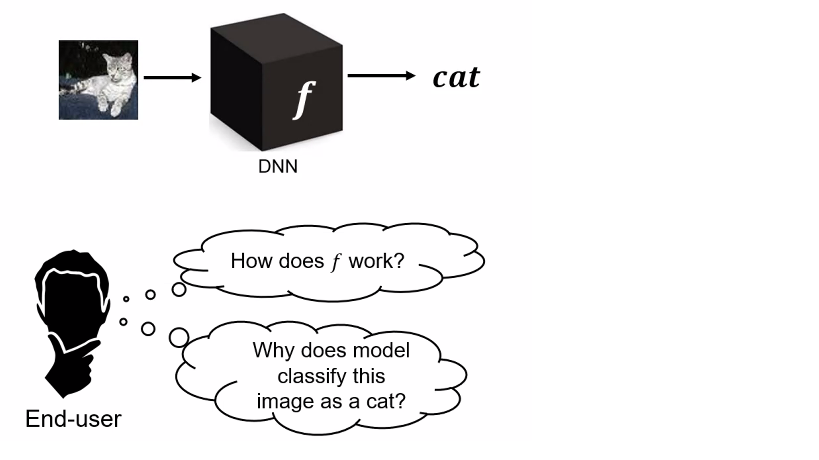 f
cat
DNN
How does f work?
Why does model
classify this
image as a cat?
End-user